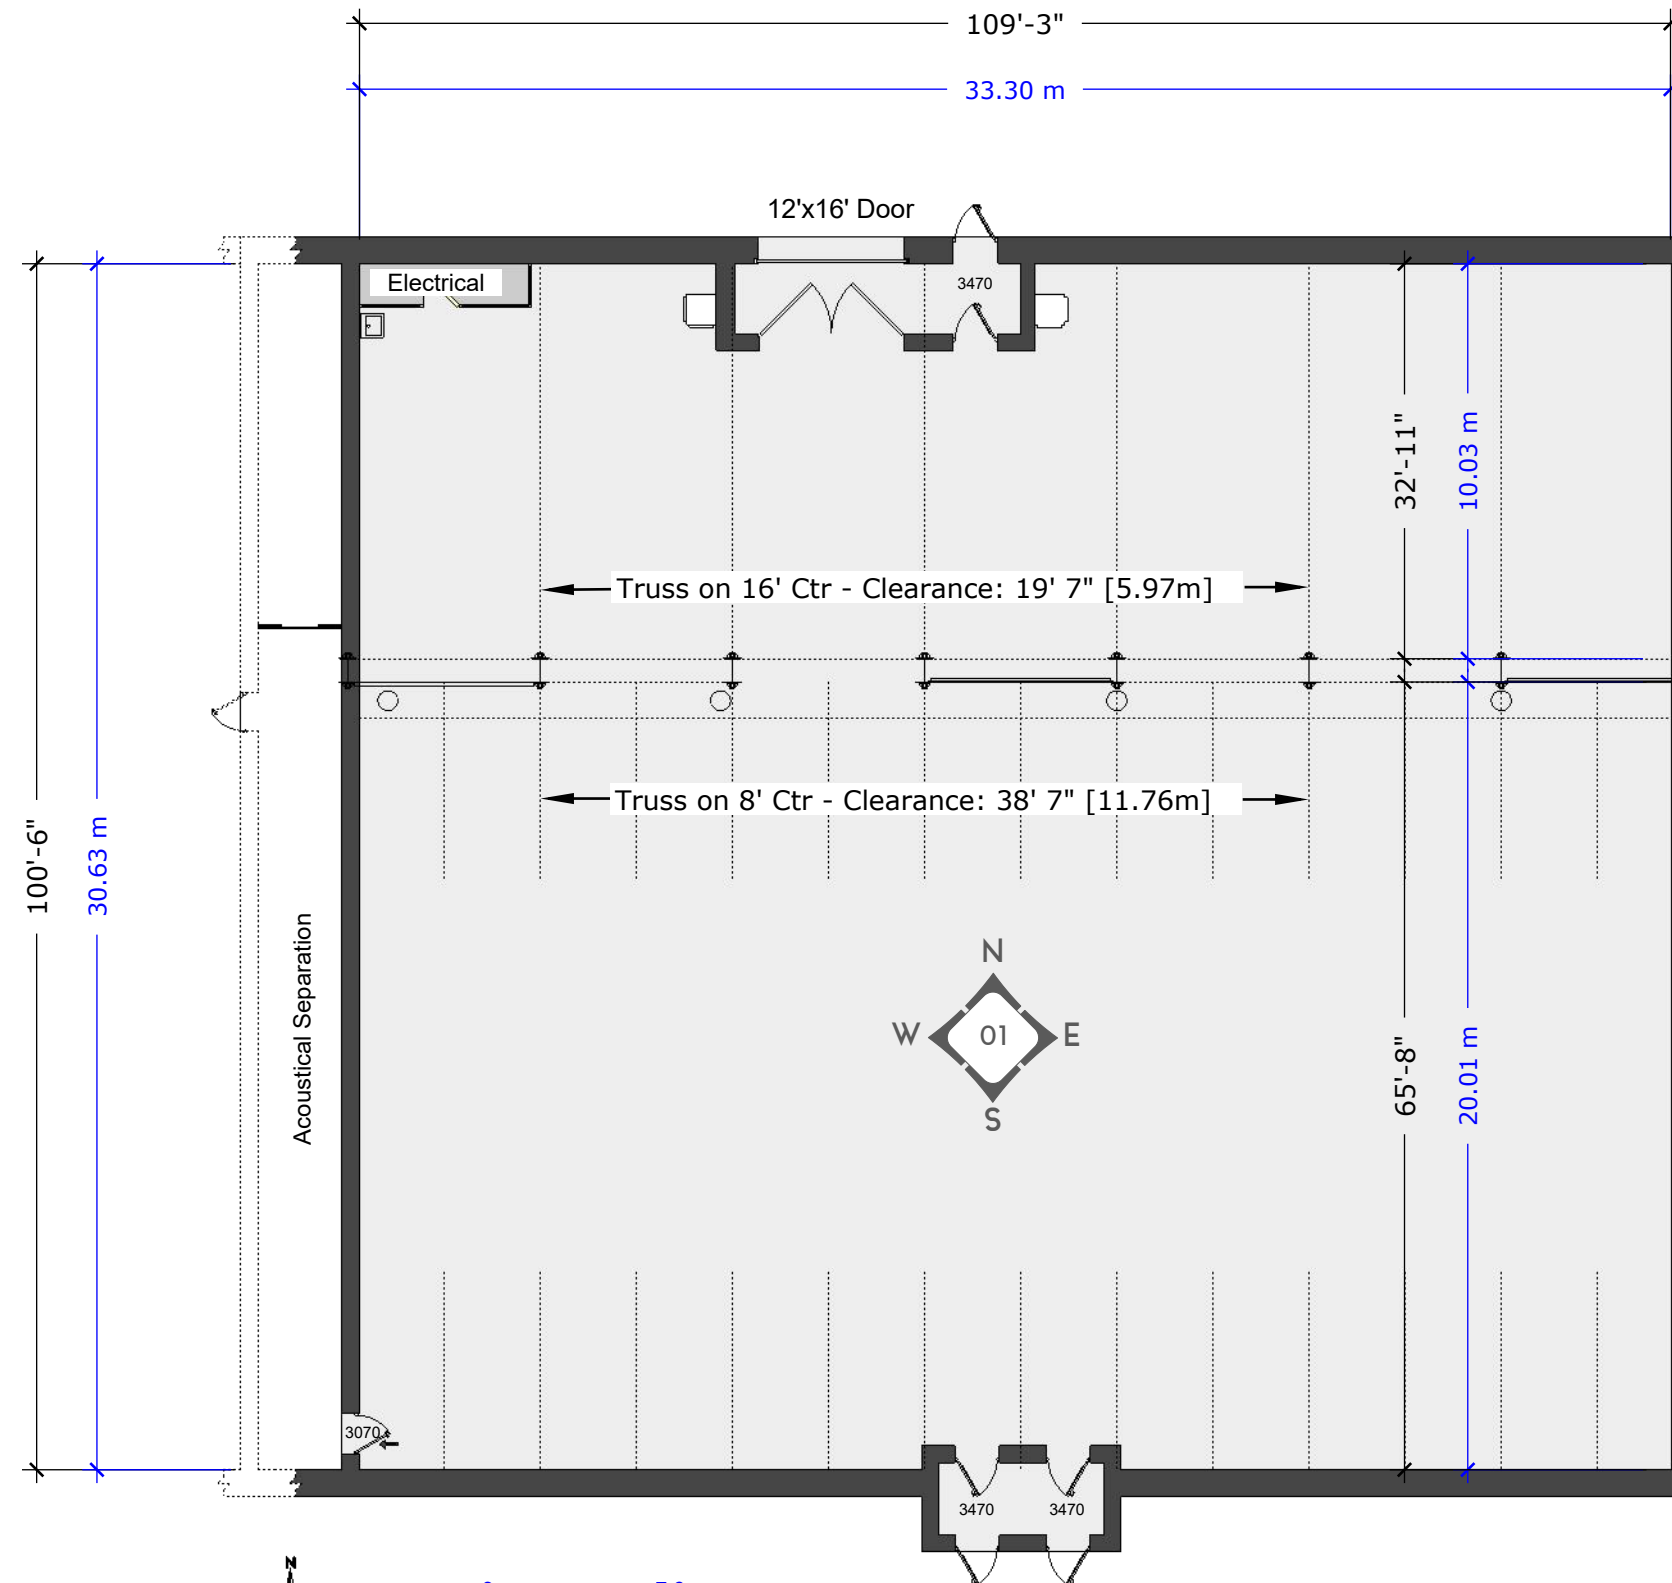 109'-3"
33.30 m
12'x16' Door
Electrical
3470
32'-11"
10.03 m
Truss on 16' Ctr - Clearance: 19' 7" [5.97m]
Truss on 8' Ctr - Clearance: 38' 7" [11.76m]
100'-6"
30.63 m
Acoustical Separation
N
W
01
E
S
65'-8"
20.01 m
3070
3470
3470
N